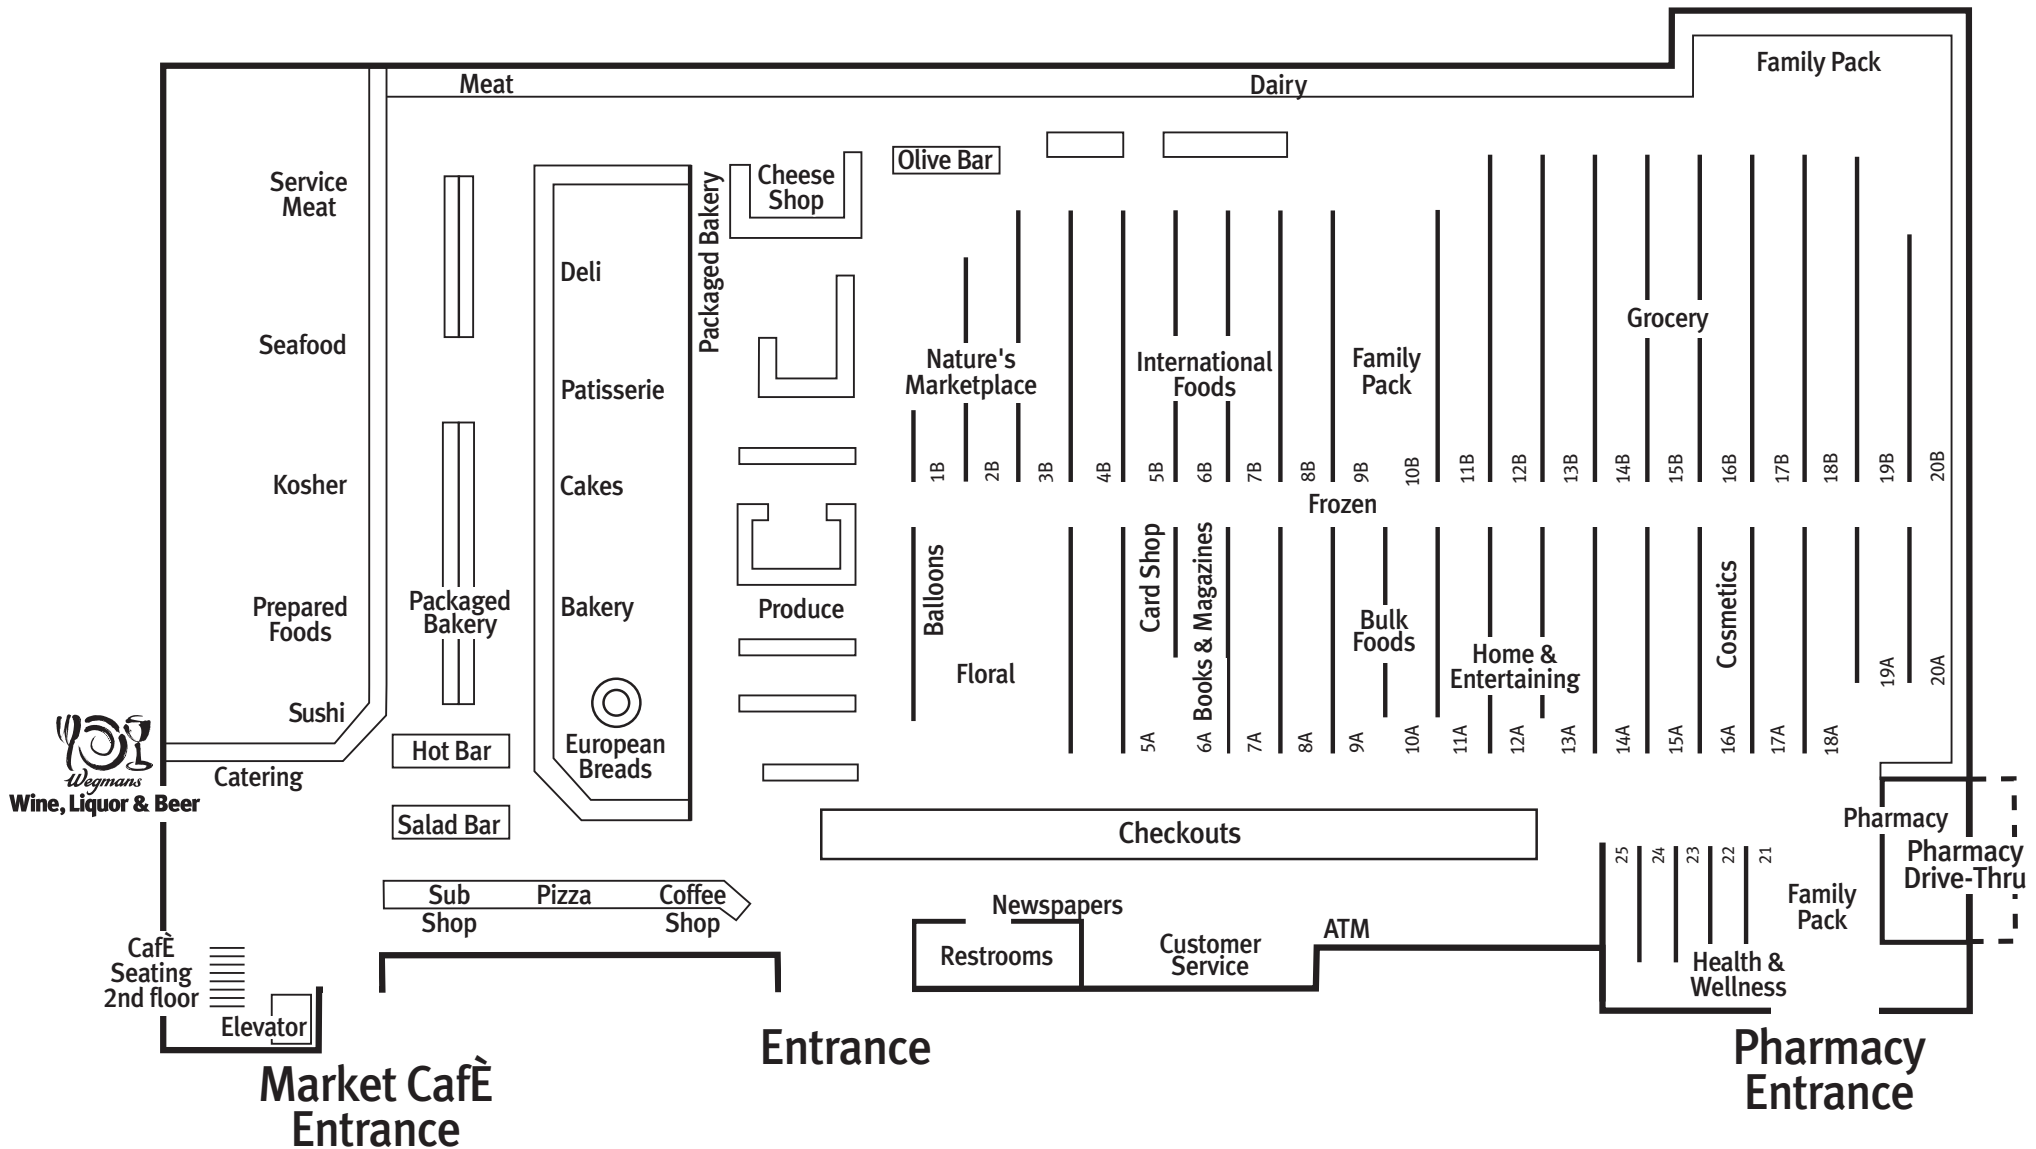 Family Pack
Meat
Dairy
Service
Meat
Packaged Bakery
Cheese
Shop
Olive Bar
Deli
Grocery
Seafood
Nature's
Marketplace
International
Foods
Family
Pack
Patisserie
Kosher
Cakes
1B
2B
3B
4B
5B
6B
7B
8B
9B
10B
11B
12B
13B
14B
15B
16B
17B
18B
19B
20B
Frozen
Prepared
Foods
Packaged
Bakery
Bakery
Produce
Balloons
Floral
Card Shop
Books & Magazines
Bulk
Foods
Home &
Entertaining
Cosmetics
19A
20A
Sushi
Hot Bar
European
Breads
5A
6A
7A
8A
9A
10A
11A
12A
13A
14A
15A
16A
17A
18A
Wegmans
Wine, Liquor & Beer
Catering
Salad Bar
Checkouts
Pharmacy
Pharmacy
Drive-Thru
25
24
23
22
21
Sub
Shop
Pizza
Coffee
Shop
Newspapers
Restrooms
Customer
Service
ATM
Family
Pack
Health &
Wellness
CafÈ
Seating
2nd floor
Elevator
Market CafÈ
Entrance
Entrance
Pharmacy
Entrance